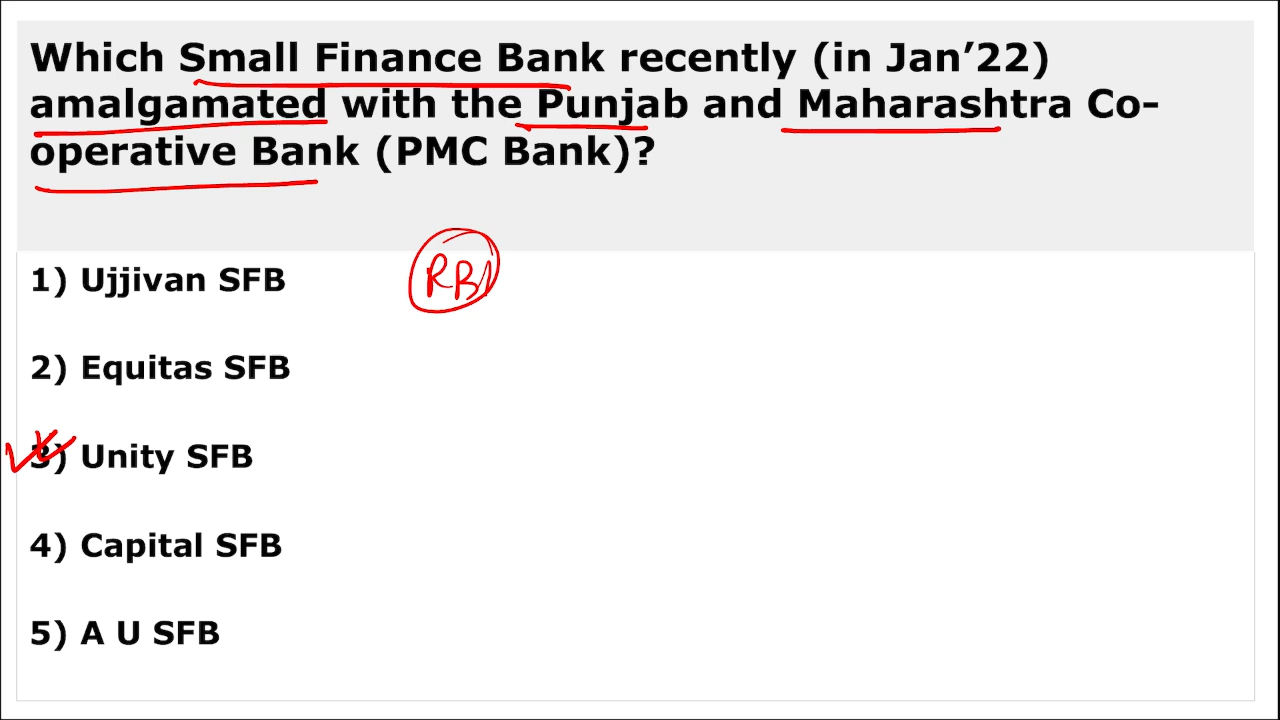 Which Small Finance Bank recently (in Jan’22)
amalgamated with the Punjab and Maharashtra Co-
operative Bank (PMC Bank)?
RBI
1) Ujjivan SFB
2) Equitas SFB
3) Unity SFB
4) Capital SFB
5) A U SFB